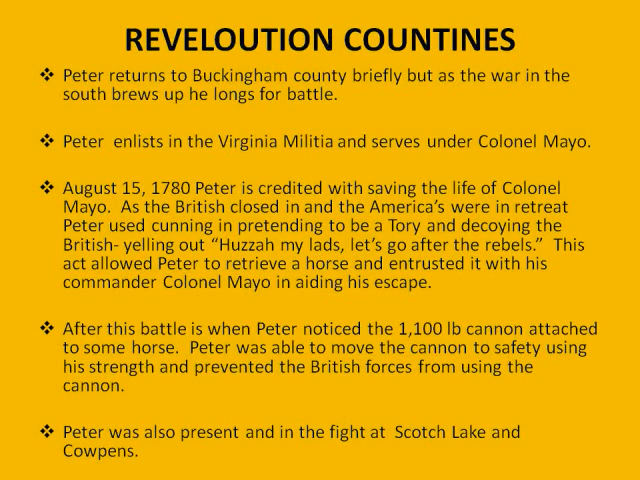 REVELOUTION COUNTINES
❖ Peter returns to Buckingham county briefly but as the war in the
south brews up he longs for battle.
❖ Peter enlists in the Virginia Militia and serves under Colonel Mayo.
❖ August 15, 1780 Peter is credited with saving the life of Colonel
Mayo. As the British closed in and the America's were in retreat
Peter used cunning in pretending to be a Tory and decoying the
British- yelling out “Huzzah my lads, let's go after the rebels.” This
act allowed Peter to retrieve a horse and entrusted it with his
commander Colonel Mayo in aiding his escape.
❖ After this battle is when Peter noticed the 1,100 lb cannon attached
to some horse. Peter was able to move the cannon to safety using
his strength and prevented the British forces from using the
cannon.
❖ Peter was also present and in the fight at Scotch Lake and
Cowpens.